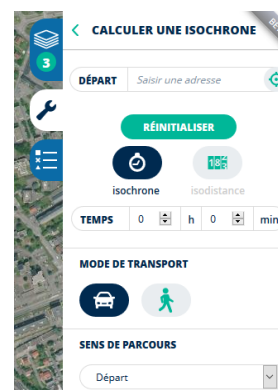 CALCULER UNE ISOCHRONE
3
DÉPART Saisir une adresse
RÉINITIALISER
isochrone isodistance
TEMPS 0 h 0 min
MODE DE TRANSPORT
SENS DE PARCOURS
Départ